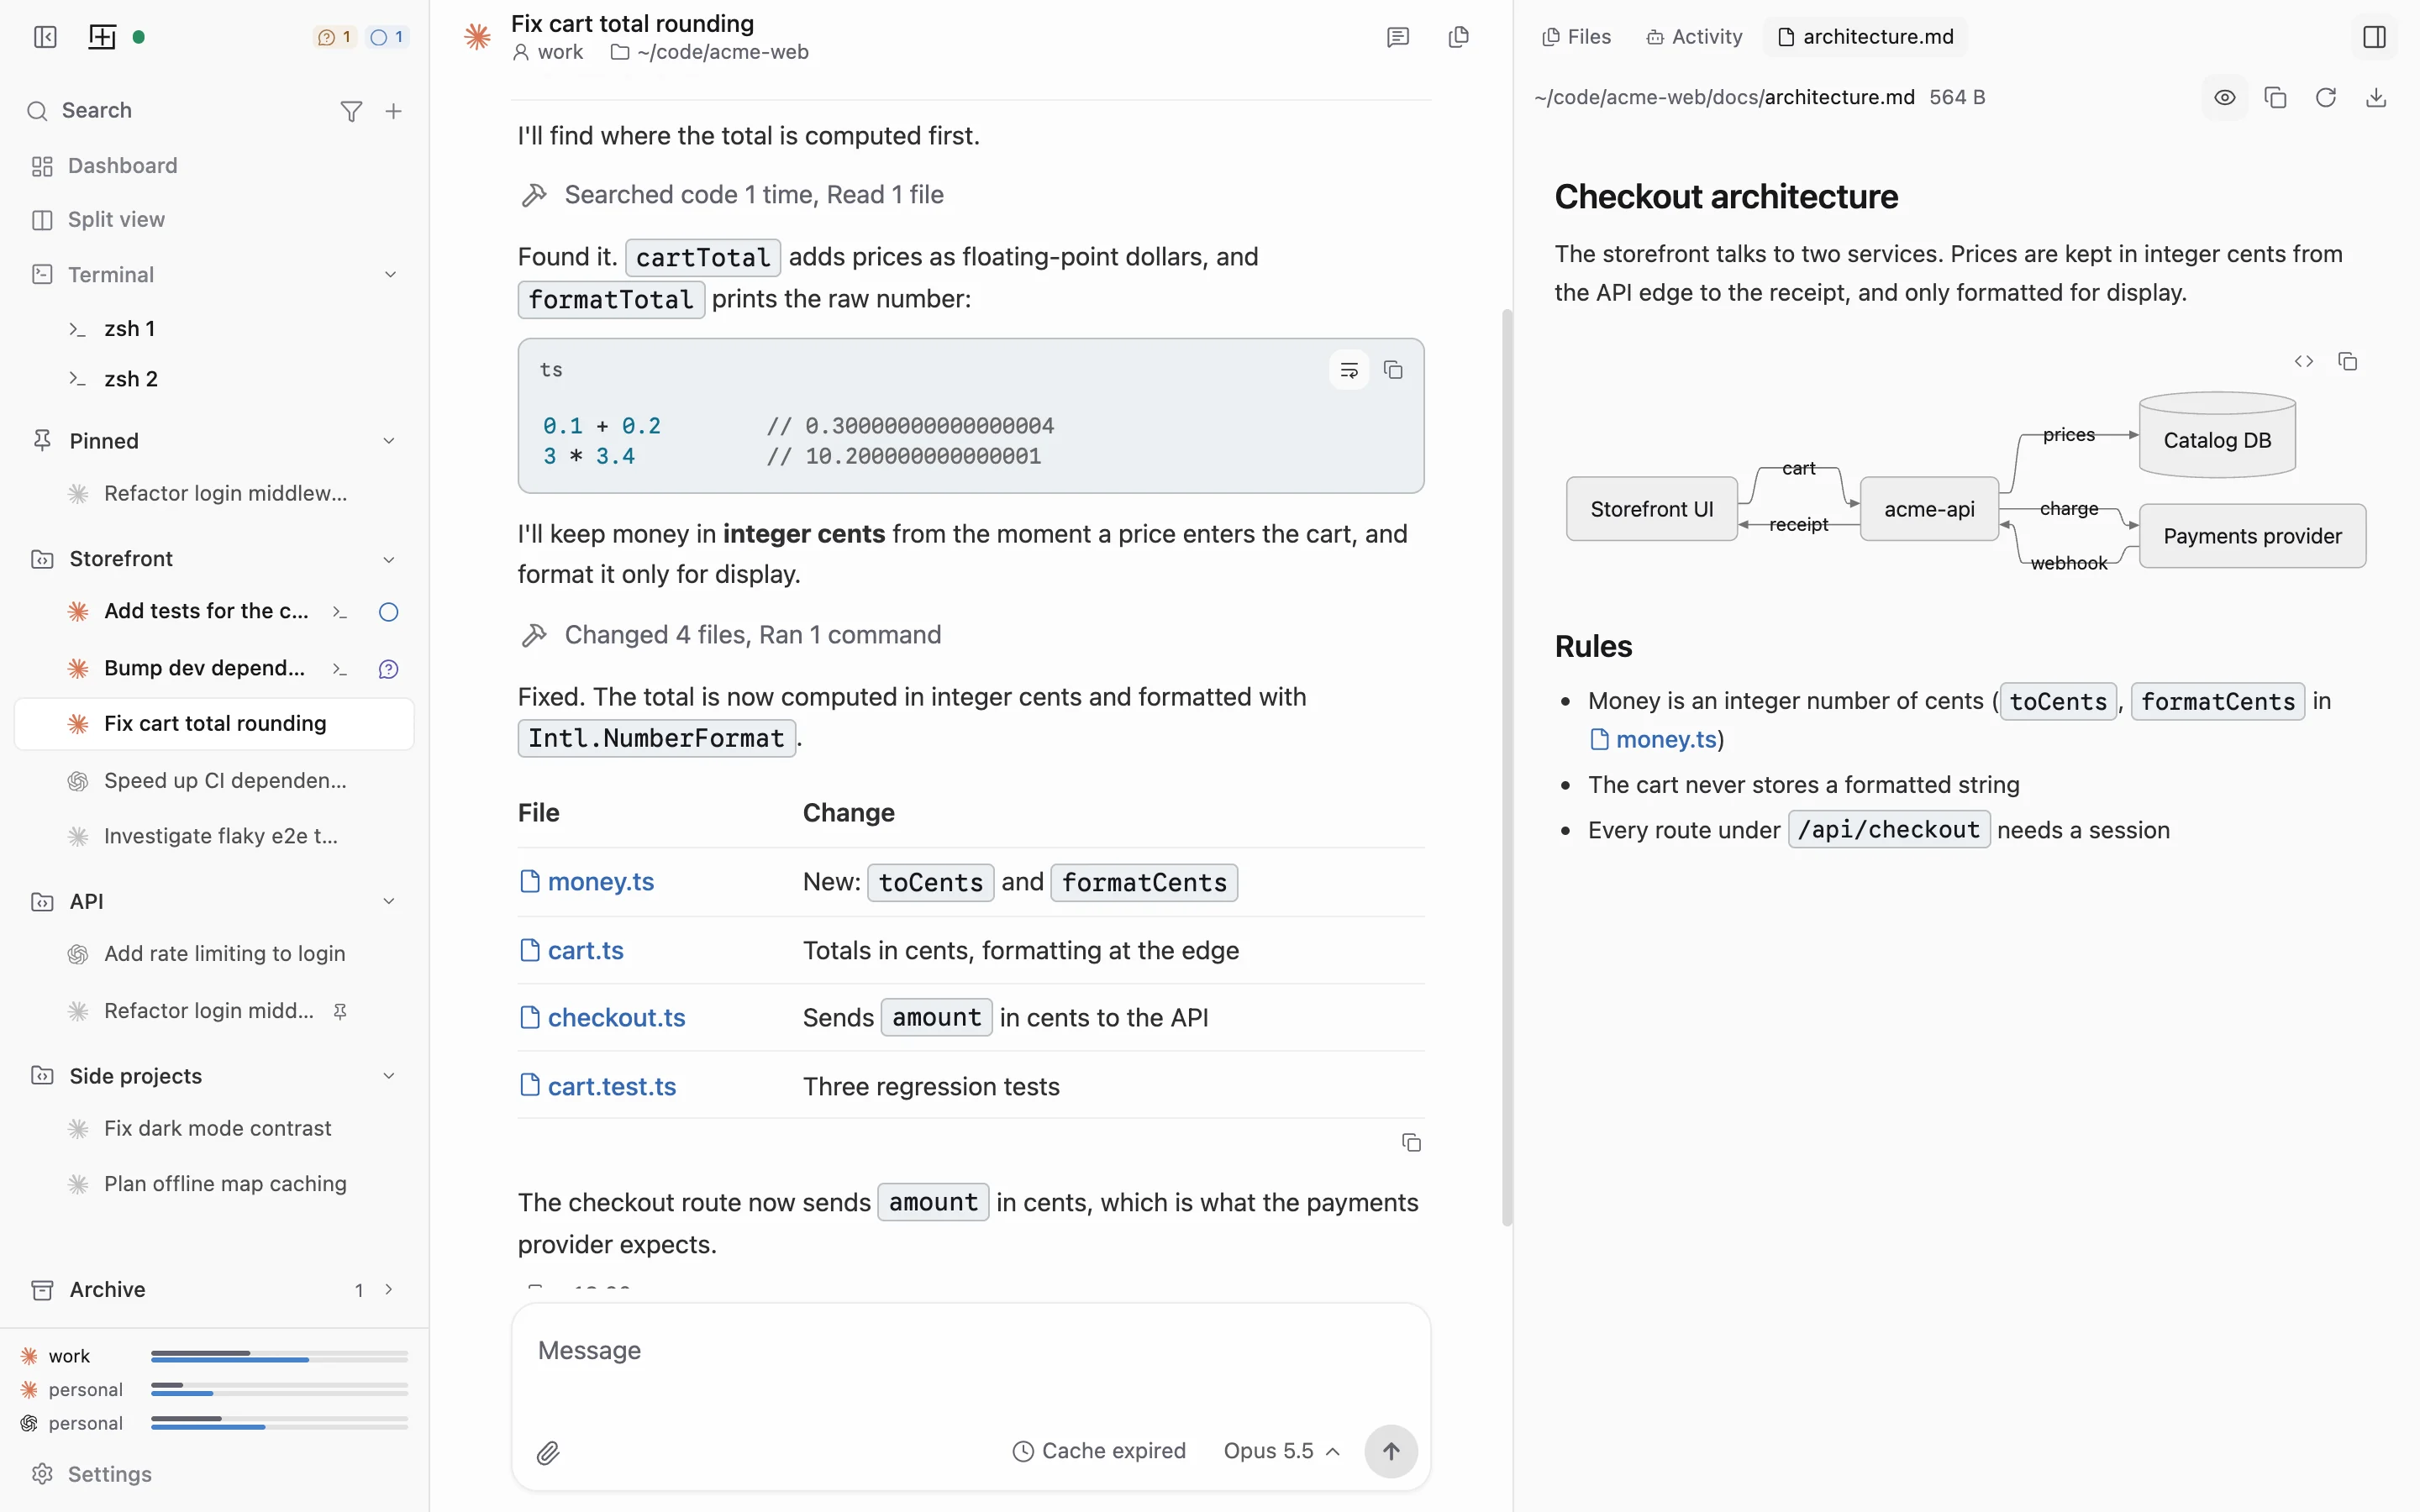 1 1
Search
Dashboard
Split view
Terminal
zsh 1
zsh 2
Pinned
Refactor login middlew...
Storefront
Add tests for the c...
Bump dev depend...
Fix cart total rounding
Speed up CI dependen...
Investigate flaky e2e t...
API
Add rate limiting to login
Refactor login midd...
Side projects
Fix dark mode contrast
Plan offline map caching
Archive 1
work
personal
personal
Settings
Fix cart total rounding
work ~/code/acme-web
I'll find where the total is computed first.
Searched code 1 time, Read 1 file
Found it. cartTotal adds prices as floating-point dollars, and
formatTotal prints the raw number:
ts
0.1 + 0.2 // 0.30000000000000004
3 * 3.4 // 10.200000000000001
I'll keep money in integer cents from the moment a price enters the cart, and
format it only for display.
Changed 4 files, Ran 1 command
Fixed. The total is now computed in integer cents and formatted with
Intl.NumberFormat.
File Change
money.ts New: toCents and formatCents
cart.ts Totals in cents, formatting at the edge
checkout.ts Sends amount in cents to the API
cart.test.ts Three regression tests
The checkout route now sends amount in cents, which is what the payments
provider expects.
Message
Cache expired Opus 5.5
Files Activity architecture.md
~/code/acme-web/docs/architecture.md 564 B
Checkout architecture
The storefront talks to two services. Prices are kept in integer cents from
the API edge to the receipt, and only formatted for display.
prices
Catalog DB
cart
Storefront UI
acme-api
charge
receipt
Payments provider
webhook
Rules
• Money is an integer number of cents (toCents, formatCents in
money.ts)
• The cart never stores a formatted string
• Every route under /api/checkout needs a session